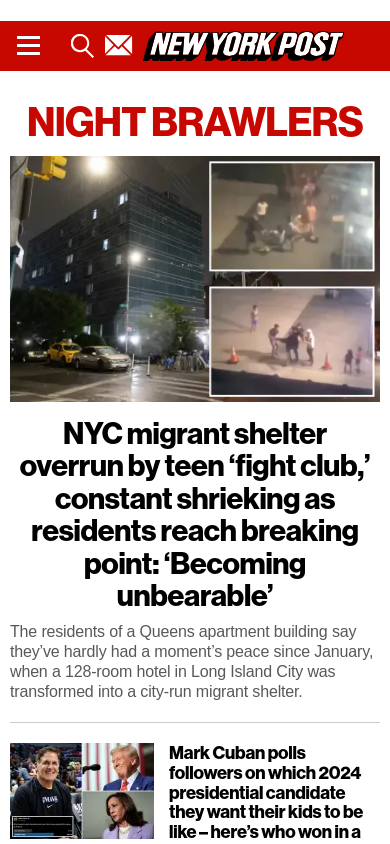 NEW YORK POST
NIGHT BRAWLERS
NYC migrant shelter
overrun by teen ‘fight club,’
constant shrieking as
residents reach breaking
point: ‘Becoming
unbearable’
The residents of a Queens apartment building say
they’ve hardly had a moment’s peace since January,
when a 128-room hotel in Long Island City was
transformed into a city-run migrant shelter.
Mark Cuban polls
followers on which 2024
presidential candidate
they want their kids to be
like – here’s who won in a